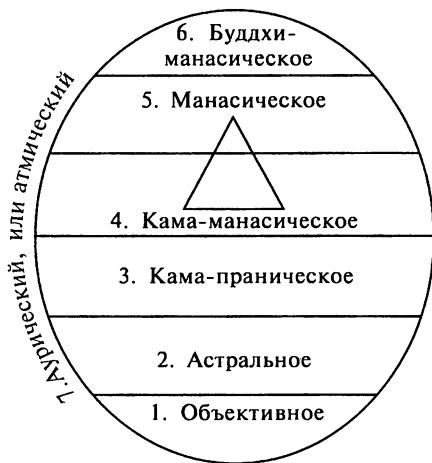 6. Буддхи-
манасическое
5. Манасическое
4. Кама-манасическое
3. Кама-праническое
2. Астральное
1. Объективное
7.Аурический, или атмический